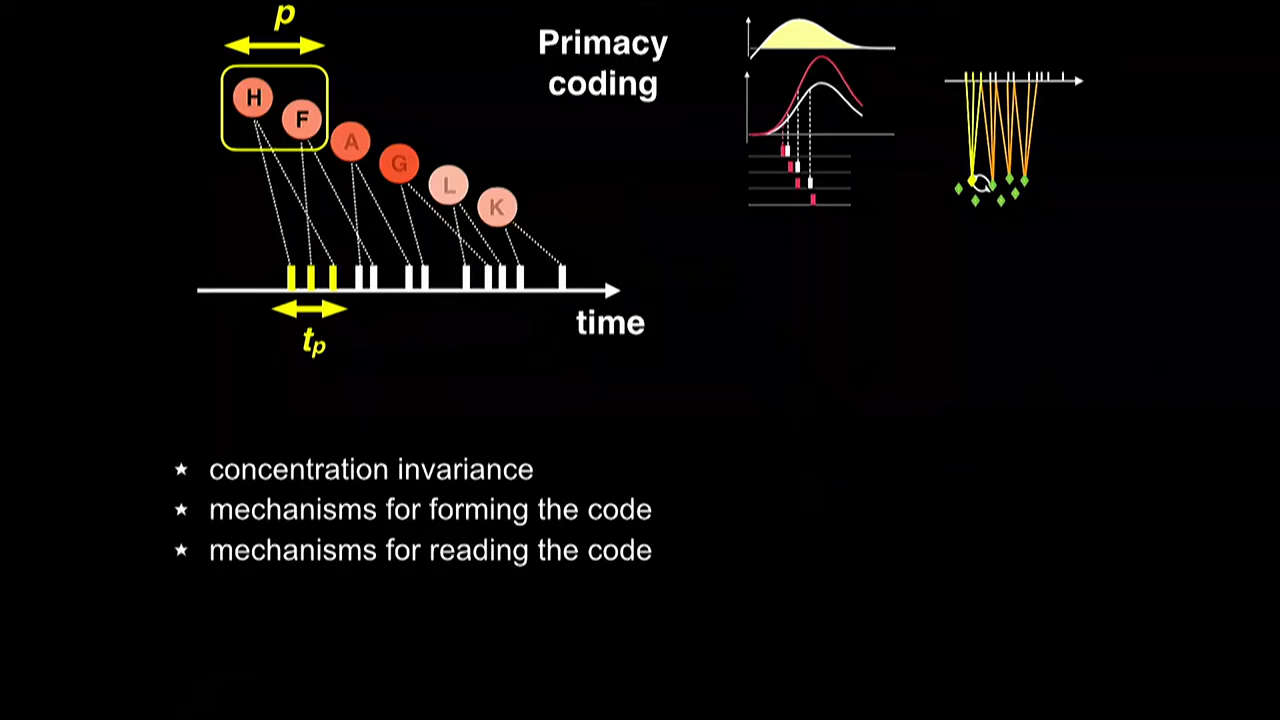 p
Primacy
coding
H
F
A
G
L
K
time
tp
concentration invariance
mechanisms for forming the code
mechanisms for reading the code